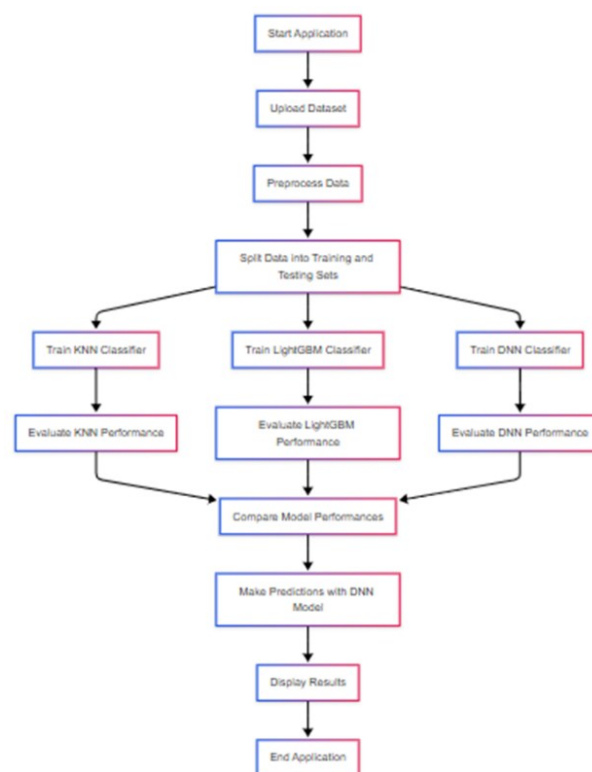 Start Application
Upload Dataset
Preprocess Data
Split Data into Training and
Testing Sets
Train KNN Classifier
Train LightGBM Classifier
Train DNN Classifier
Evaluate KNN Performance
Evaluate LightGBM
Performance
Evaluate DNN Performance
Compare Model Performances
Make Predictions with DNN
Model
Display Results
End Application